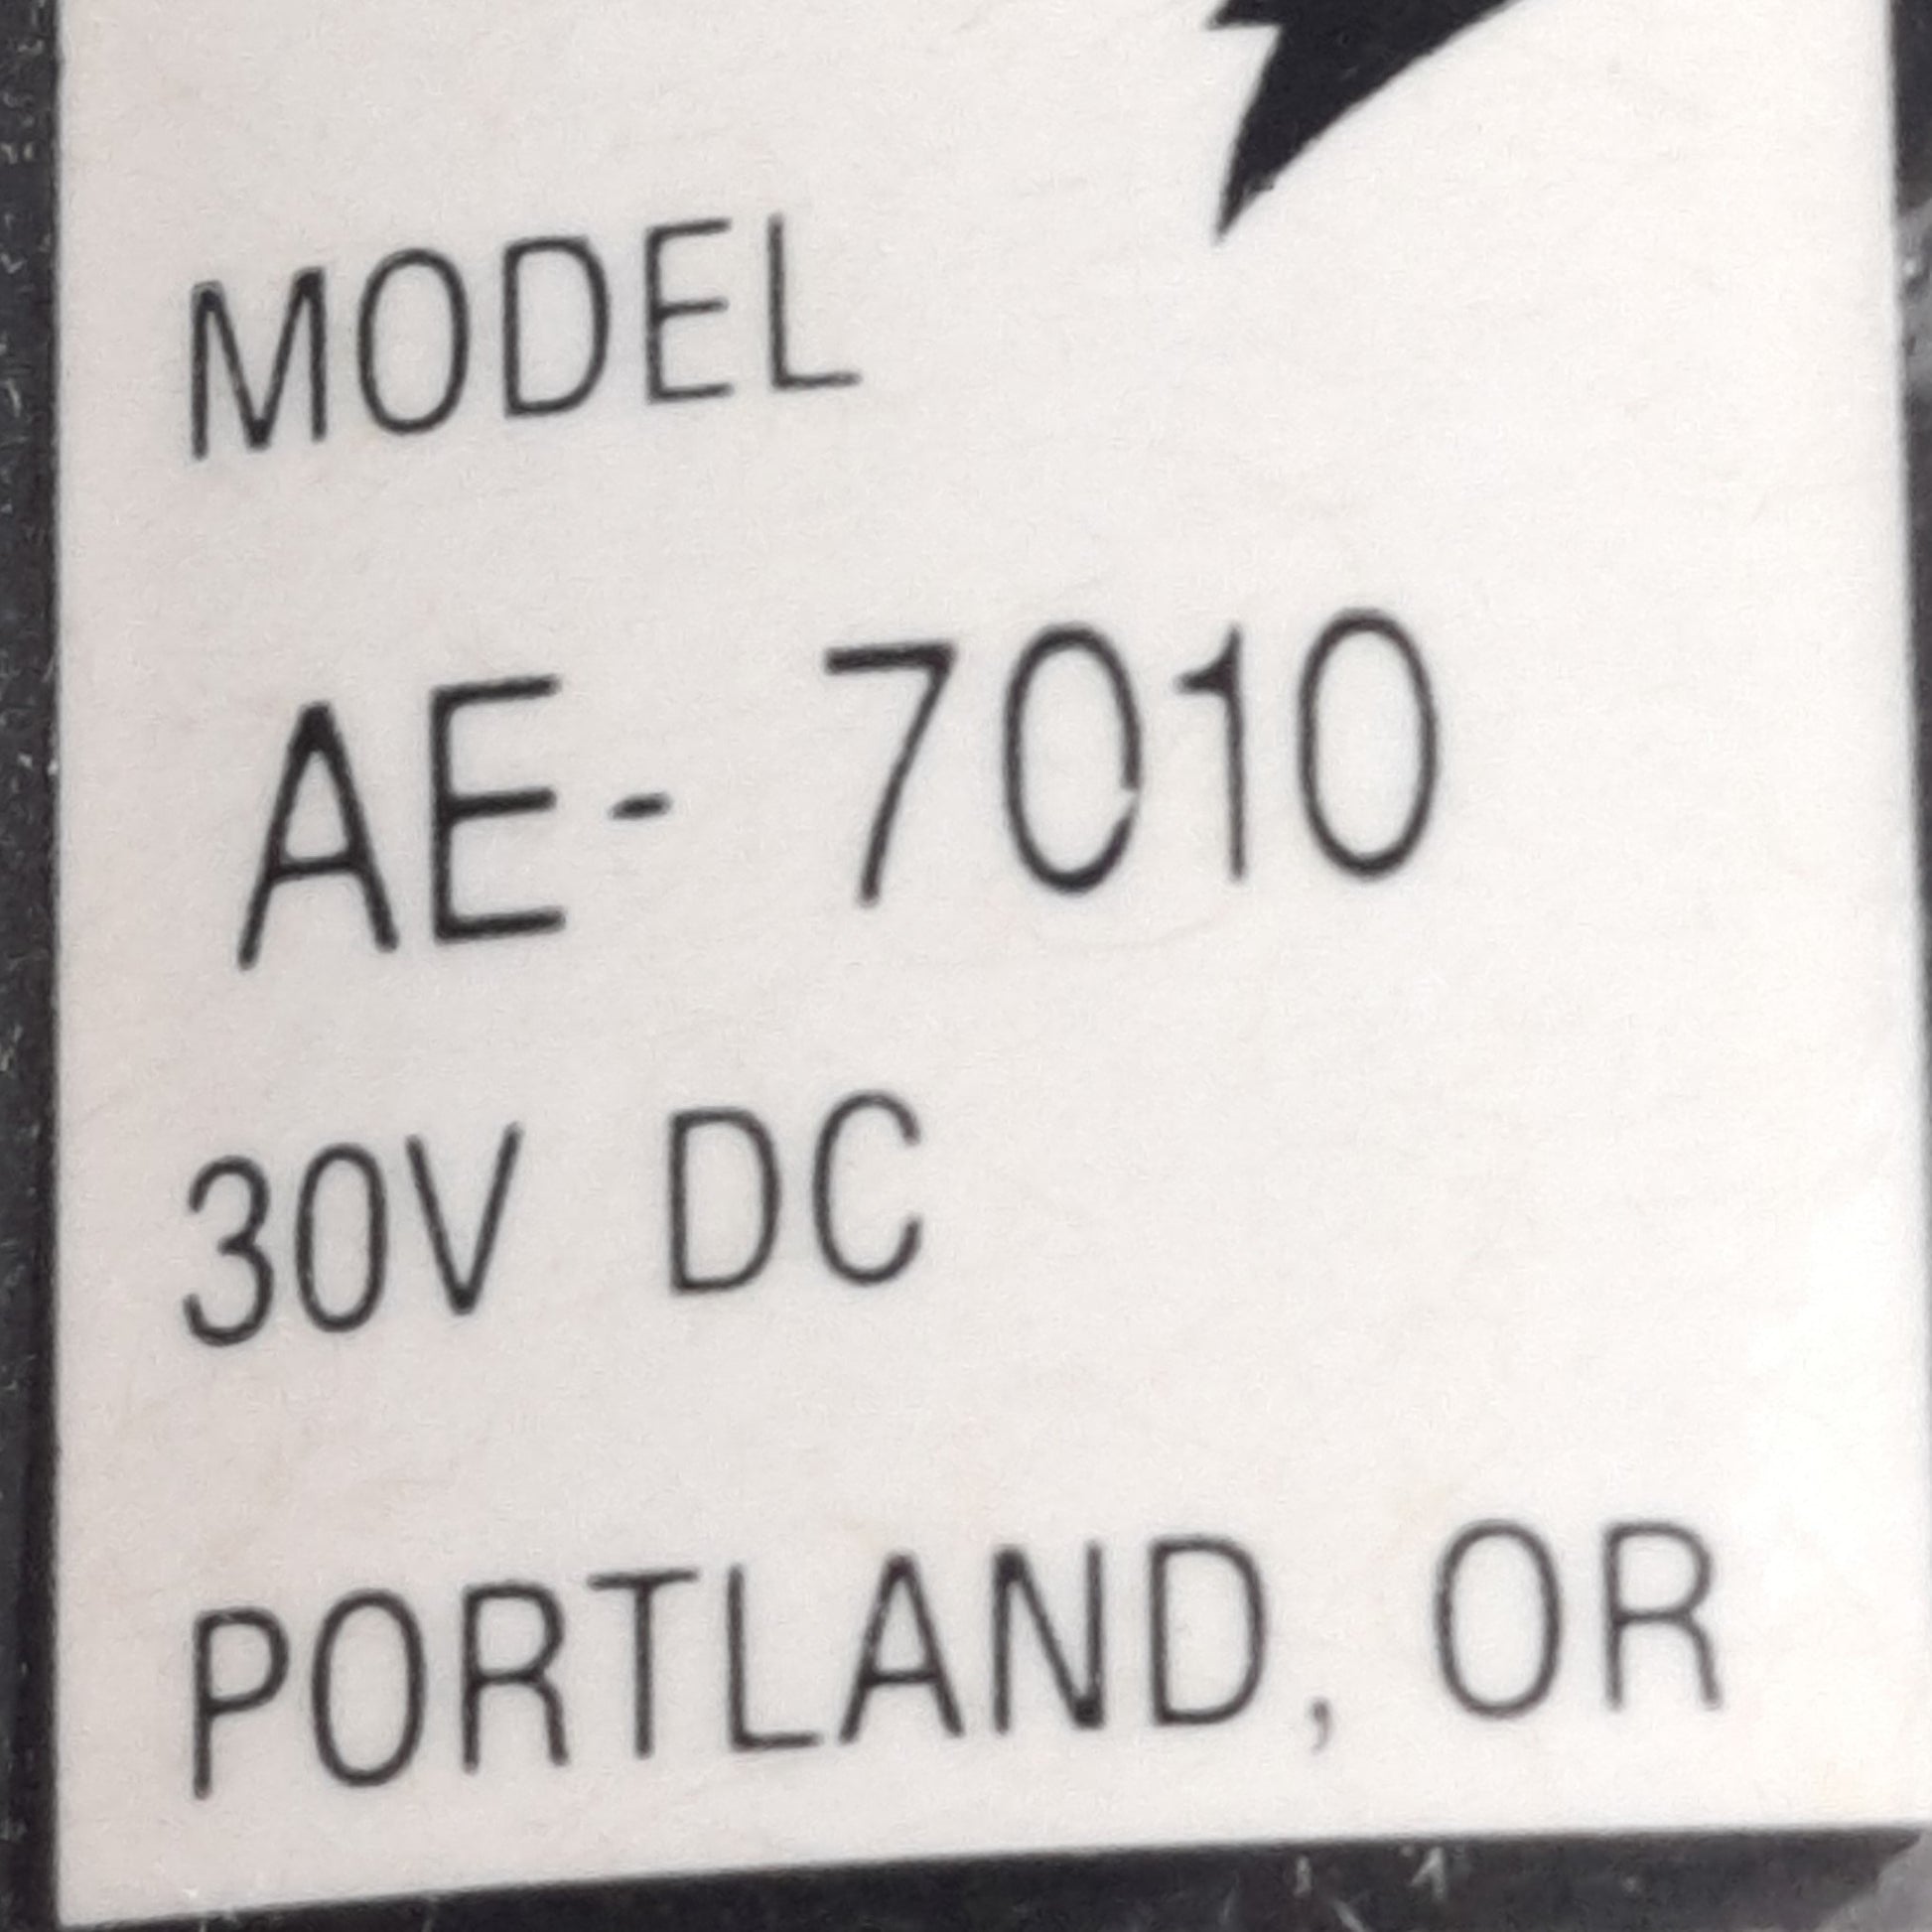 MODEL
AE- 7010
30V DC
PORTLAND, OR